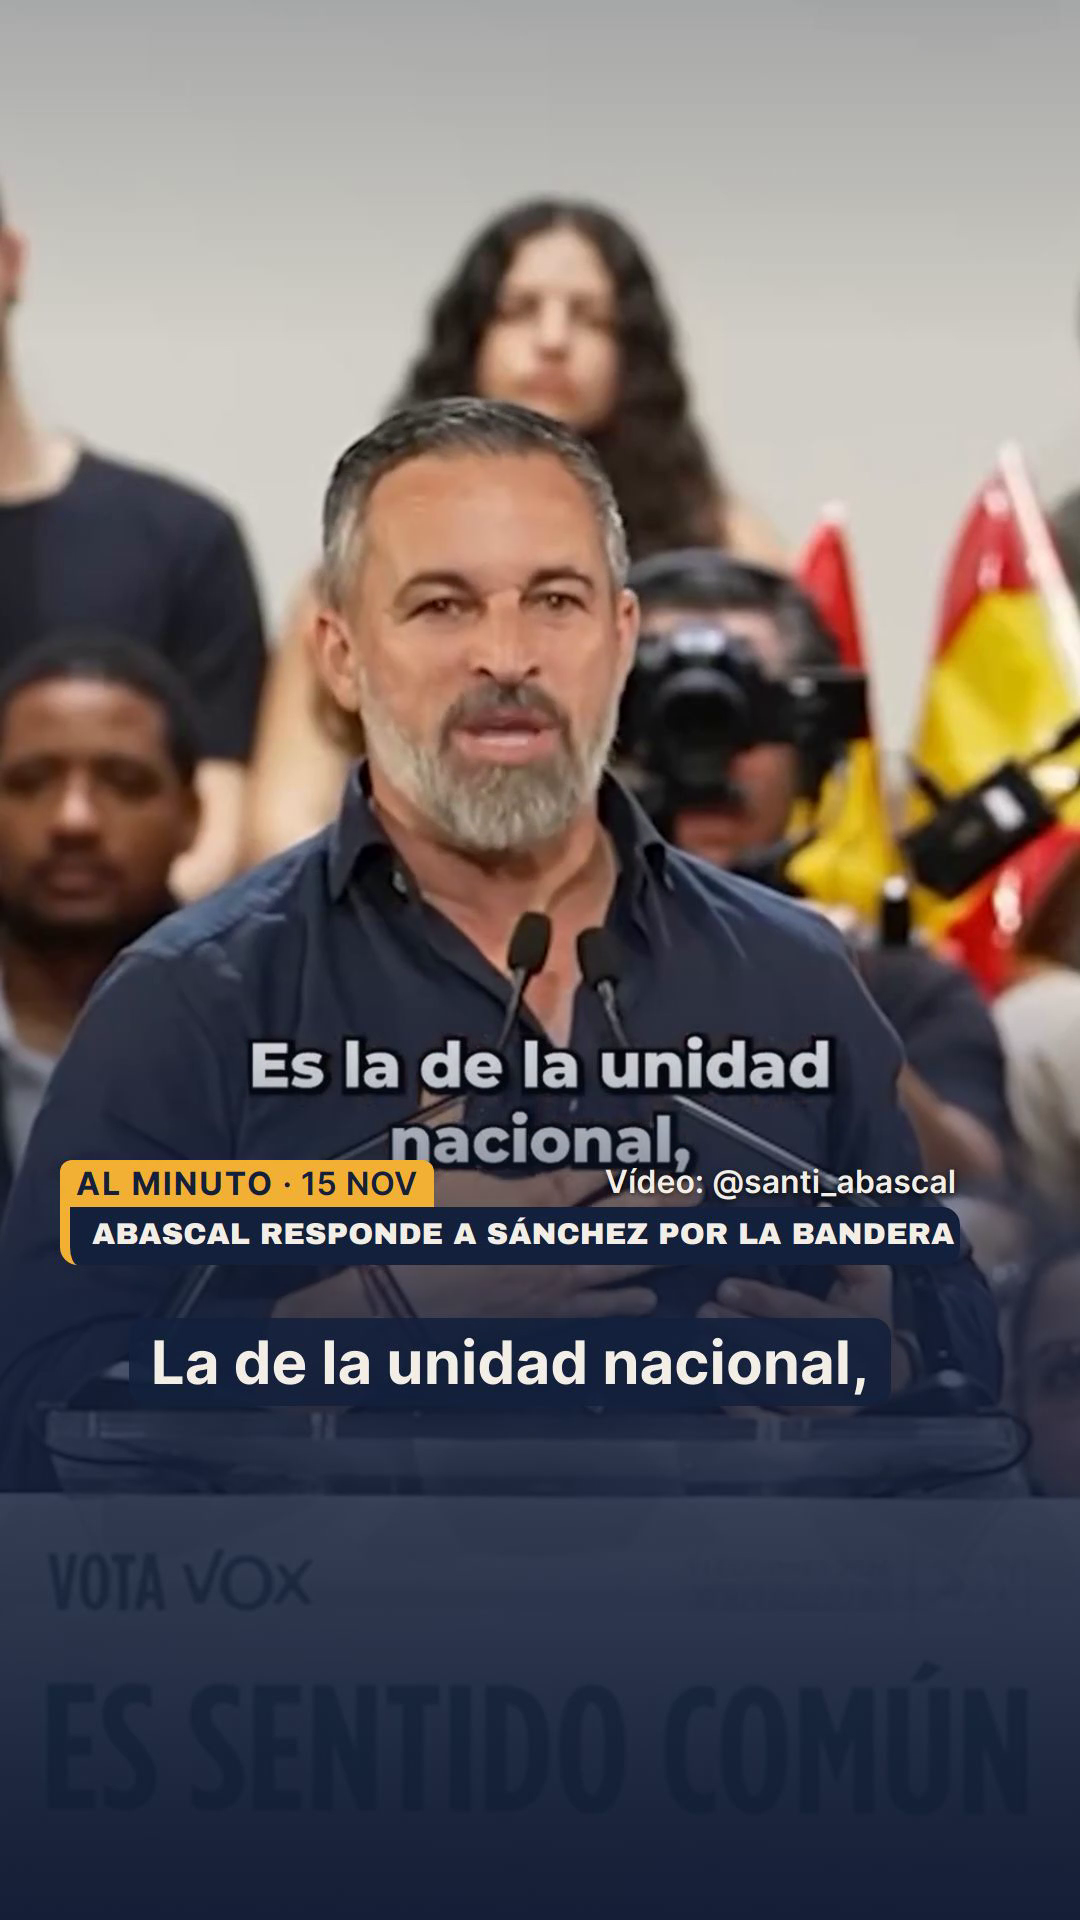 Es la de la unidad
nacional,
AL MINUTO · 15 NOV
Vídeo: @santi_abascal
ABASCAL RESPONDE A SÁNCHEZ POR LA BANDERA
La de la unidad nacional,
VOTA VOX
ES SENTIDO COMÚN